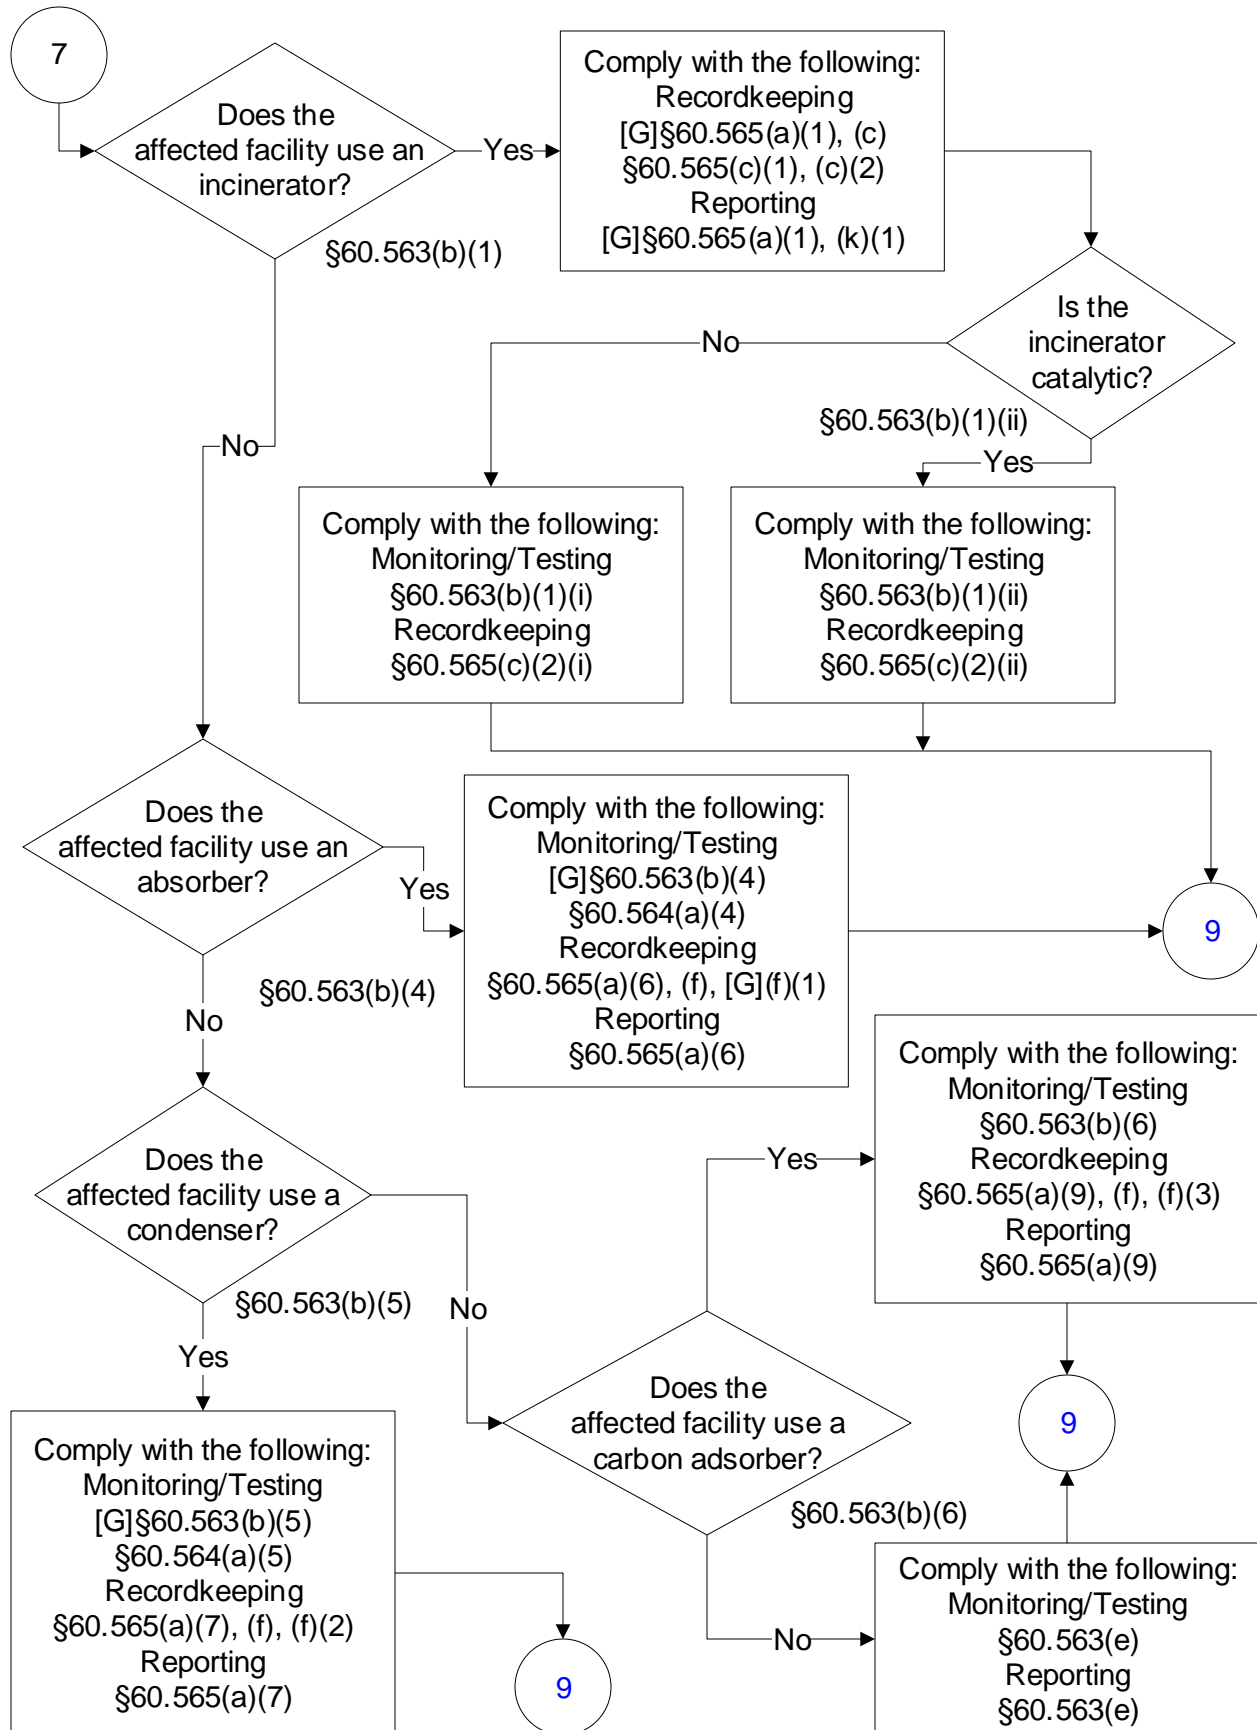 7
Does the
affected facility use an
incinerator?
§60.563(b)(1)
Yes
Comply with the following:
Recordkeeping
[G]§60.565(a)(1), (c)
§60.565(c)(1), (c)(2)
Reporting
[G]§60.565(a)(1), (k)(1)
Is the
incinerator
catalytic?
§60.563(b)(1)(ii)
No
Yes
No
Comply with the following:
Monitoring/Testing
§60.563(b)(1)(i)
Recordkeeping
§60.565(c)(2)(i)
Comply with the following:
Monitoring/Testing
§60.563(b)(1)(ii)
Recordkeeping
§60.565(c)(2)(ii)
Does the
affected facility use an
absorber?
§60.563(b)(4)
Yes
Comply with the following:
Monitoring/Testing
[G]§60.563(b)(4)
§60.564(a)(4)
Recordkeeping
§60.565(a)(6), (f), [G](f)(1)
Reporting
§60.565(a)(6)
9
No
Does the
affected facility use a
condenser?
§60.563(b)(5)
No
Yes
Comply with the following:
Monitoring/Testing
§60.563(b)(6)
Recordkeeping
§60.565(a)(9), (f), (f)(3)
Reporting
§60.565(a)(9)
Yes
Does the
affected facility use a
carbon adsorber?
§60.563(b)(6)
9
Comply with the following:
Monitoring/Testing
[G]§60.563(b)(5)
§60.564(a)(5)
Recordkeeping
§60.565(a)(7), (f), (f)(2)
Reporting
§60.565(a)(7)
9
No
Comply with the following:
Monitoring/Testing
§60.563(e)
Reporting
§60.563(e)